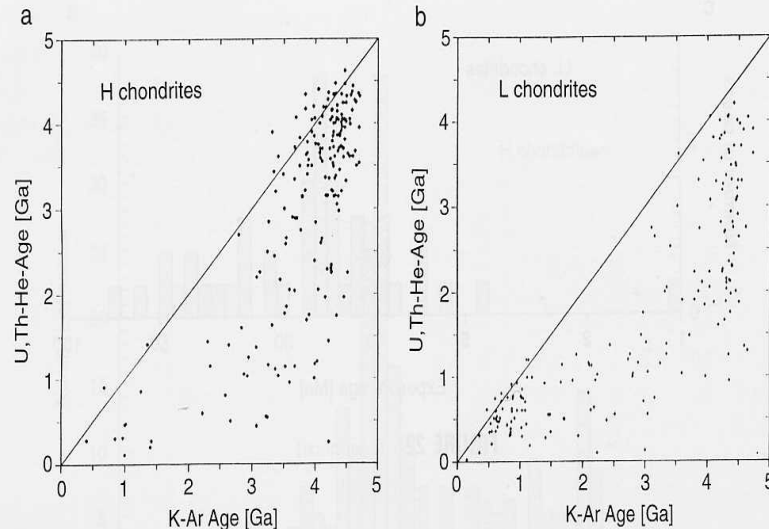 a
5
4
3
2
1
0
H chondrites
U,Th-He-Age [Ga]
0 1 2 3 4 5
K-Ar Age [Ga]
b
5
4
3
2
1
0
L chondrites
U,Th-He-Age [Ga]
0 1 2 3 4 5
K-Ar Age [Ga]